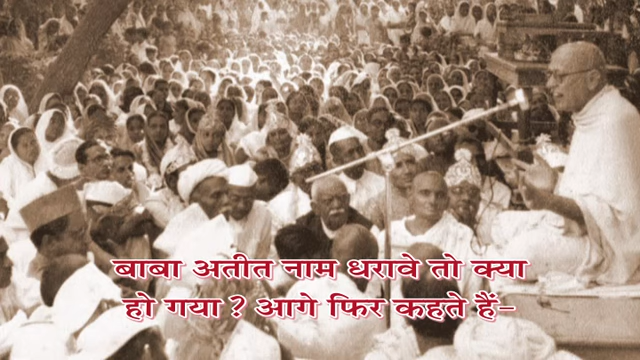 बाबा अतीत नाम धरावे तो क्या
हो गया ? आगे फिर कहते हैं-